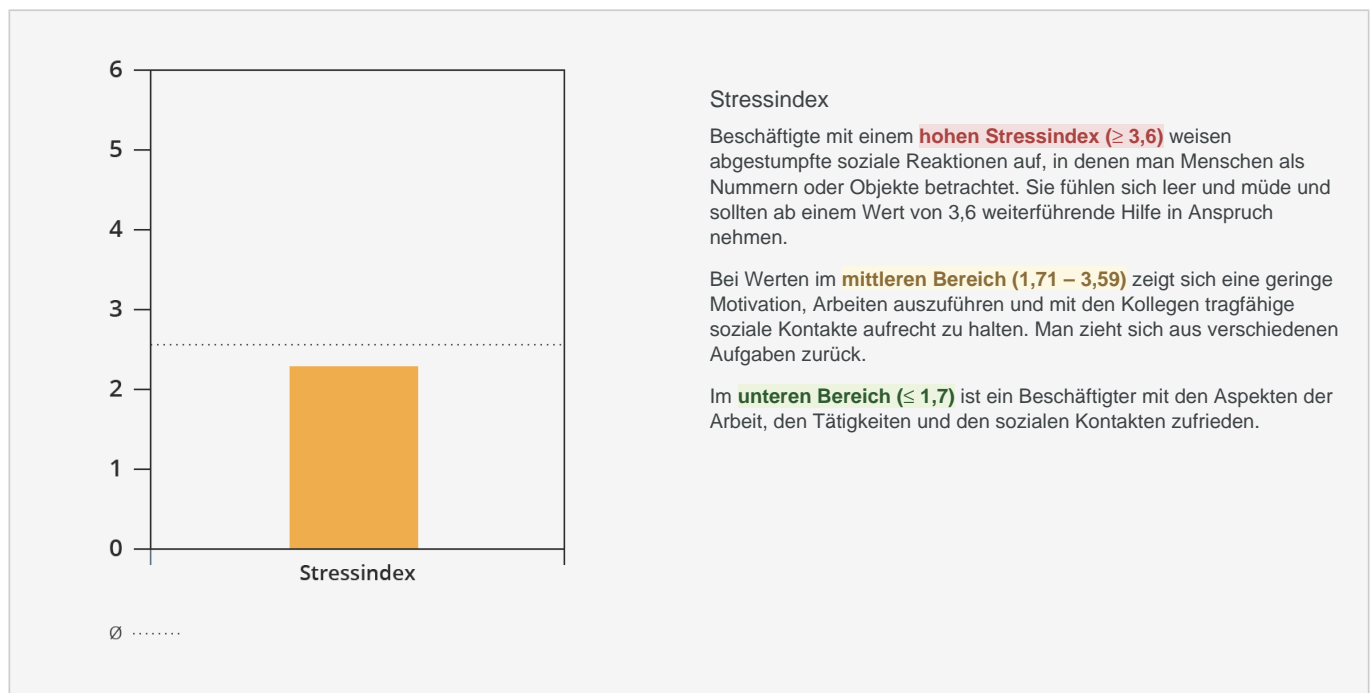 6
5
4
3
2
1
0
Stressindex
Ø ········
Stressindex
Beschäftigte mit einem hohen Stressindex (≥ 3,6) weisen
abgestumpfte soziale Reaktionen auf, in denen man Menschen als
Nummern oder Objekte betrachtet. Sie fühlen sich leer und müde und
sollten ab einem Wert von 3,6 weiterführende Hilfe in Anspruch
nehmen.
Bei Werten im mittleren Bereich (1,71 – 3,59) zeigt sich eine geringe
Motivation, Arbeiten auszuführen und mit den Kollegen tragfähige
soziale Kontakte aufrecht zu halten. Man zieht sich aus verschiedenen
Aufgaben zurück.
Im unteren Bereich (≤ 1,7) ist ein Beschäftigter mit den Aspekten der
Arbeit, den Tätigkeiten und den sozialen Kontakten zufrieden.